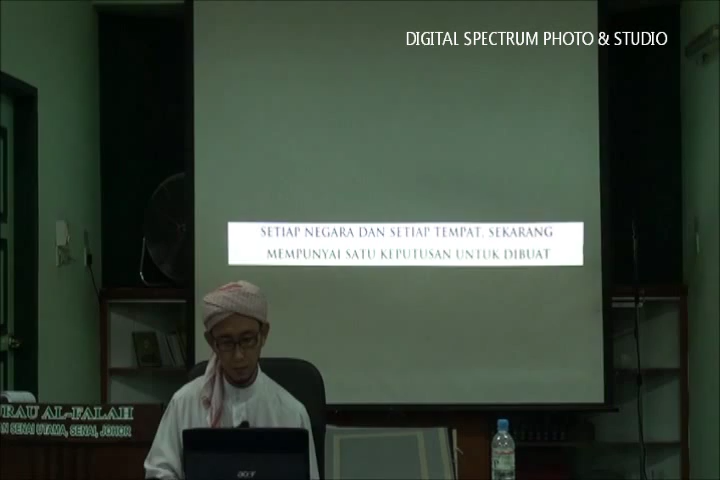 DIGITAL SPECTRUM PHOTO & STUDIO
SETIAP NEGARA DAN SETIAP TEMPAT, SEKARANG
MEMPUNYAI SATU KEPUTUSAN UNTUK DIBUAT
RAU AL-FALAH
N SENAI UTAMA, SENAI, JOHOR
acer